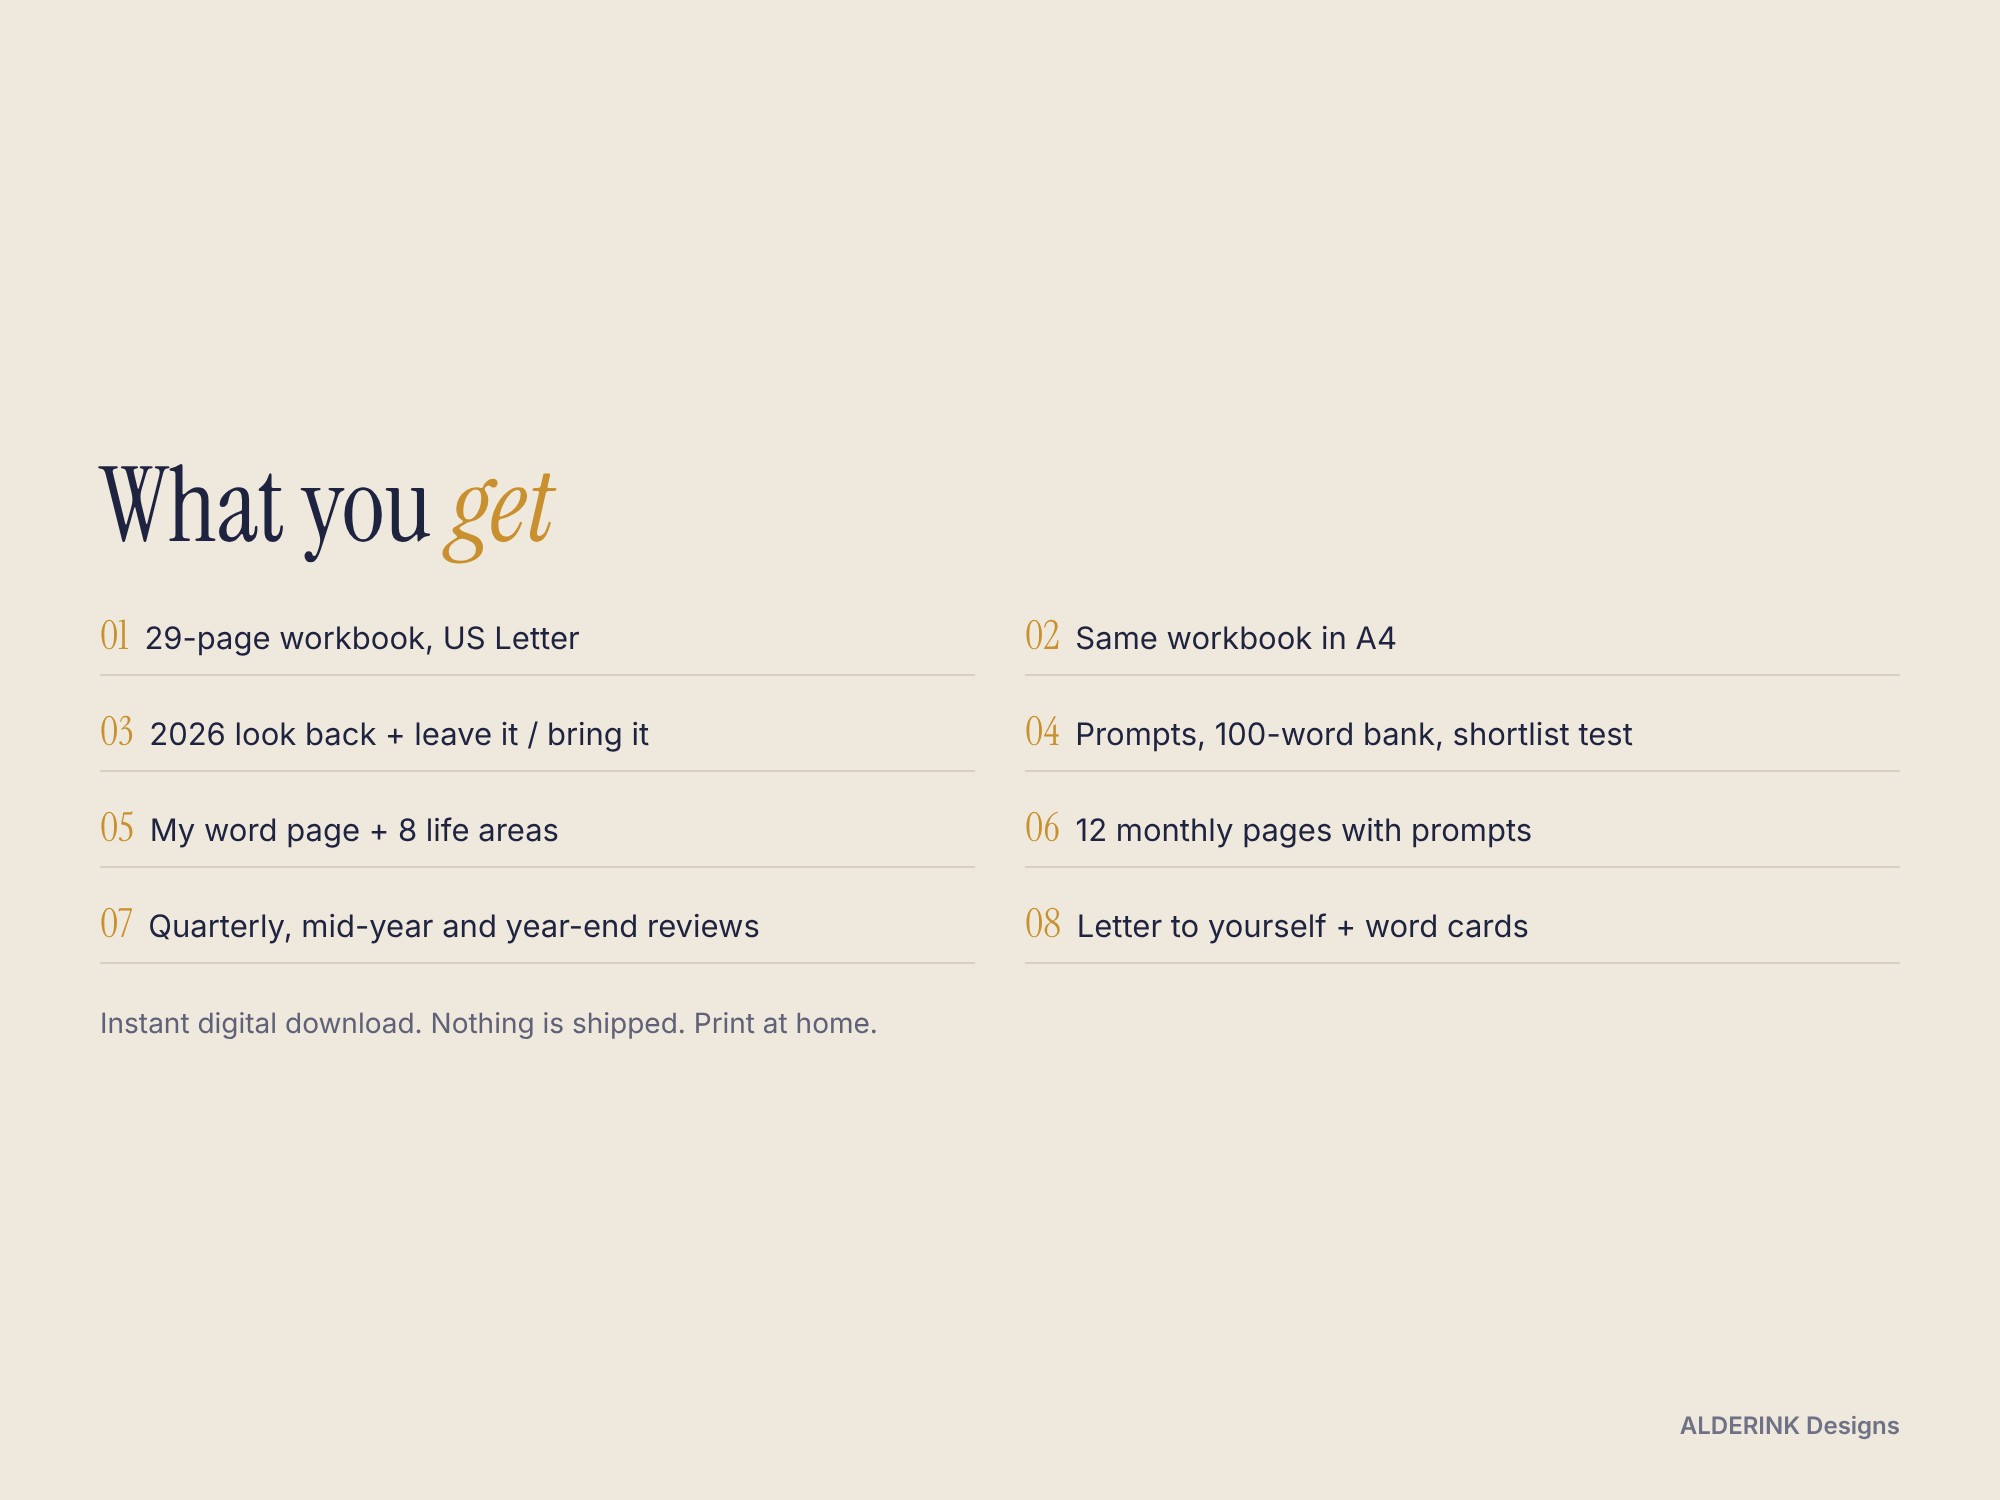 What you get
01 29-page workbook, US Letter
02 Same workbook in A4
03 2026 look back + leave it / bring it
04 Prompts, 100-word bank, shortlist test
05 My word page + 8 life areas
06 12 monthly pages with prompts
07 Quarterly, mid-year and year-end reviews
08 Letter to yourself + word cards
Instant digital download. Nothing is shipped. Print at home.
ALDERINK Designs